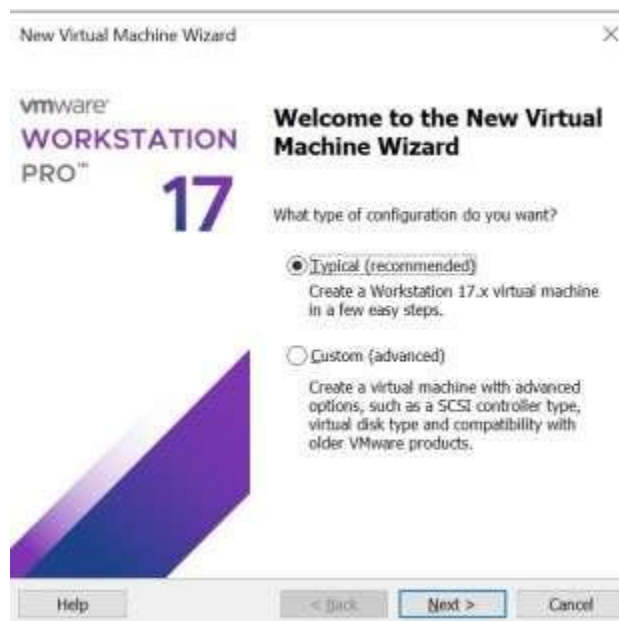 New Virtual Machine Wizard
vmware
WORKSTATION
PRO™
17
Welcome to the New Virtual
Machine Wizard
What type of configuration do you want?
Typical (recommended)
Create a Workstation 17.x virtual machine
in a few easy steps.
Custom (advanced)
Create a virtual machine with advanced
options, such as a SCSI controller type,
virtual disk type and compatibility with
older VMware products.
Help
< Back
Next >
Cancel